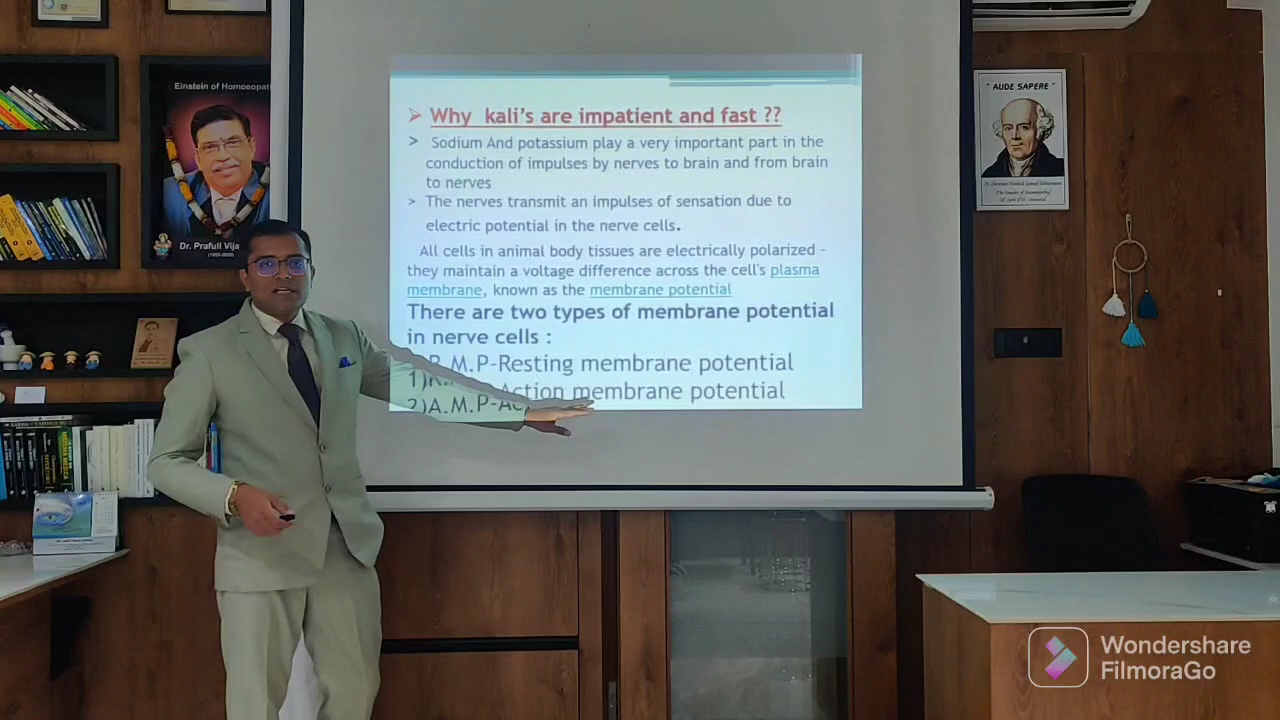 Einstein of Homoeopat
Dr. Prafull Vija
" AUDE SAPERE "
Why kali's are impatient and fast ??
Sodium And potassium play a very important part in the
conduction of impulses by nerves to brain and from brain
to nerves
The nerves transmit an impulses of sensation due to
electric potential in the nerve cells.
All cells in animal body tissues are electrically polarized -
they maintain a voltage difference across the cell's plasma
membrane, known as the membrane potential
There are two types of membrane potential
in nerve cells :
1)R.M.P-Resting membrane potential
2)A.M.P-Action membrane potential
Wondershare
FilmoraGo